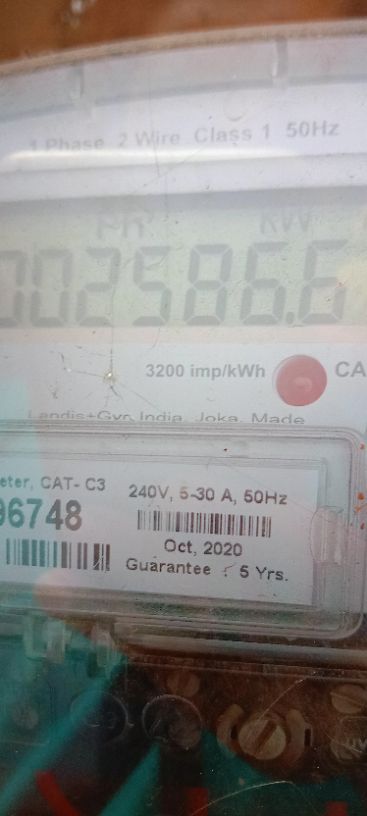 1 Phase 2 Wire Class 1 50Hz
kW
002586.6
3200 imp/kWh CA
Landis+Gyr India, Joka, Made
eter, CAT- C3
240V, 5-30 A, 50Hz
96748
Oct, 2020
Guarantee : 5 Yrs.